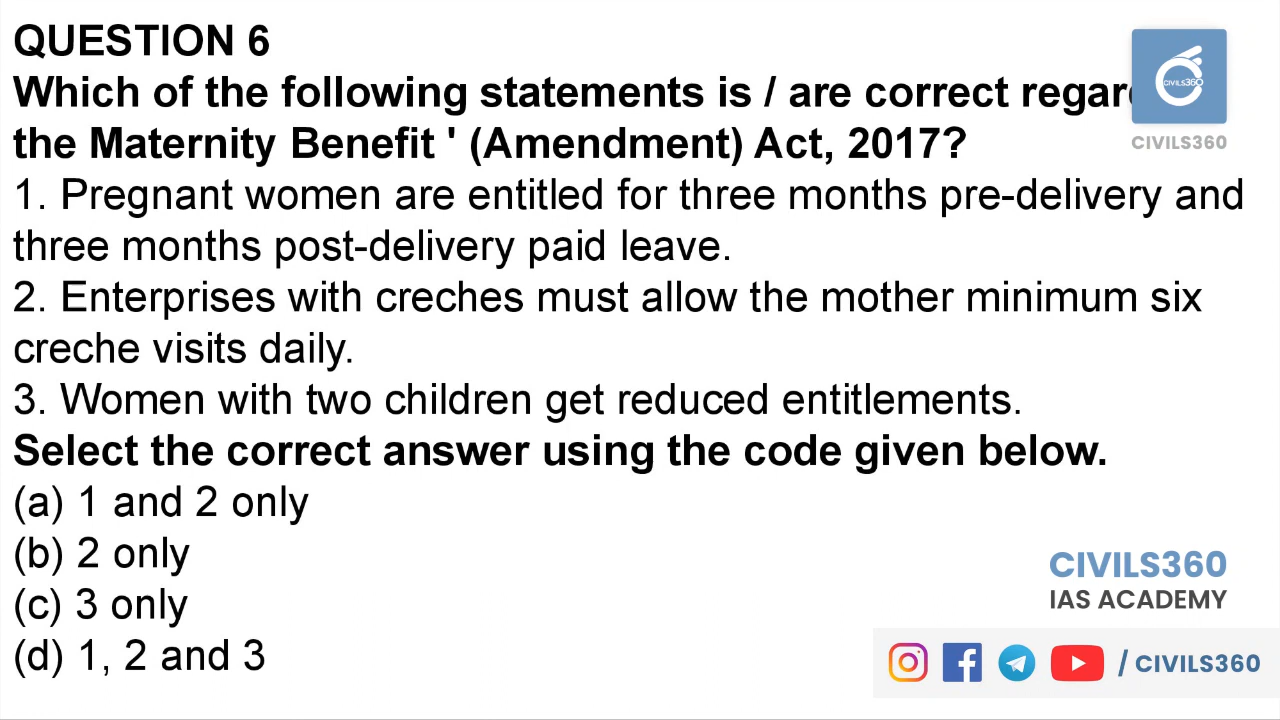 QUESTION 6
Which of the following statements is / are correct regar
the Maternity Benefit ' (Amendment) Act, 2017?
1. Pregnant women are entitled for three months pre-delivery and
three months post-delivery paid leave.
2. Enterprises with creches must allow the mother minimum six
creche visits daily.
3. Women with two children get reduced entitlements.
Select the correct answer using the code given below.
(a) 1 and 2 only
(b) 2 only
(c) 3 only
(d) 1, 2 and 3
CIVILS360
CIVILS360
CIVILS360
IAS ACADEMY
/ CIVILS360